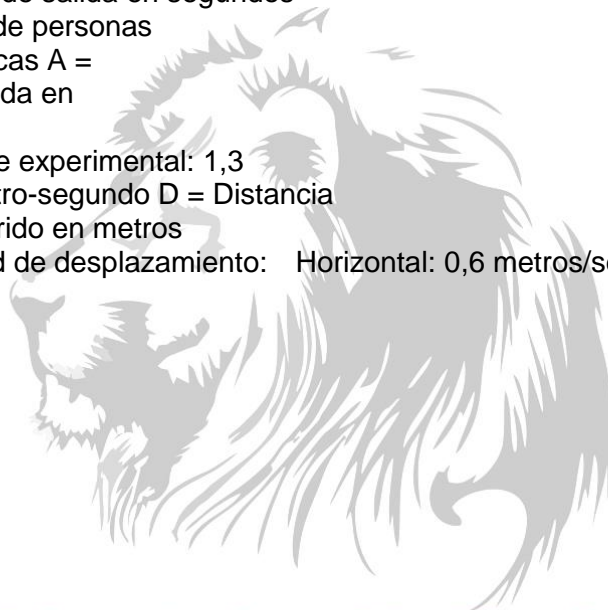 de salida en segundos
de personas
cas A =
da en
e experimental: 1,3
tro-segundo D = Distancia
rido en metros
d de desplazamiento: Horizontal: 0,6 metros/se